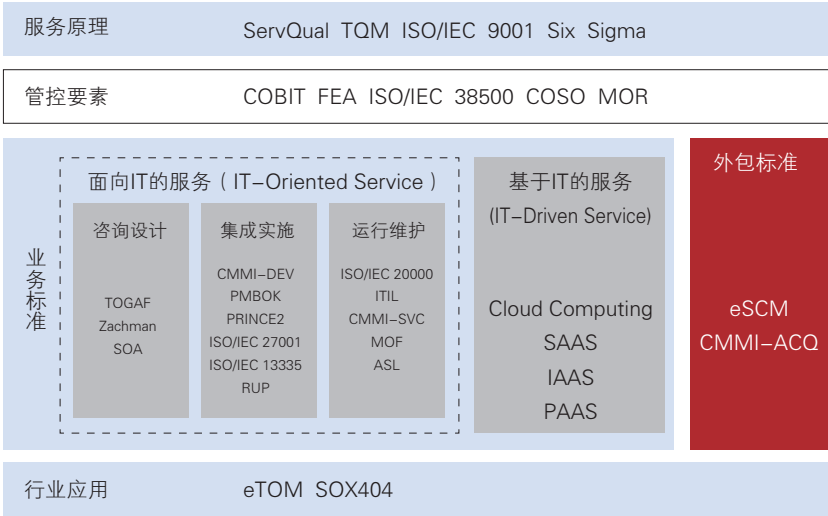 服务原理
ServQual TQM ISO/IEC 9001 Six Sigma
管控要素
COBIT FEA ISO/IEC 38500 COSO MOR
业务标准
面向IT的服务（IT-Oriented Service）
咨询设计
TOGAF
Zachman
SOA
集成实施
CMMI-DEV
PMBOK
PRINCE2
ISO/IEC 27001
ISO/IEC 13335
RUP
运行维护
ISO/IEC 20000
ITIL
CMMI-SVC
MOF
ASL
基于IT的服务
(IT-Driven Service)
Cloud Computing
SAAS
IAAS
PAAS
外包标准
eSCM
CMMI-ACQ
行业应用
eTOM SOX404